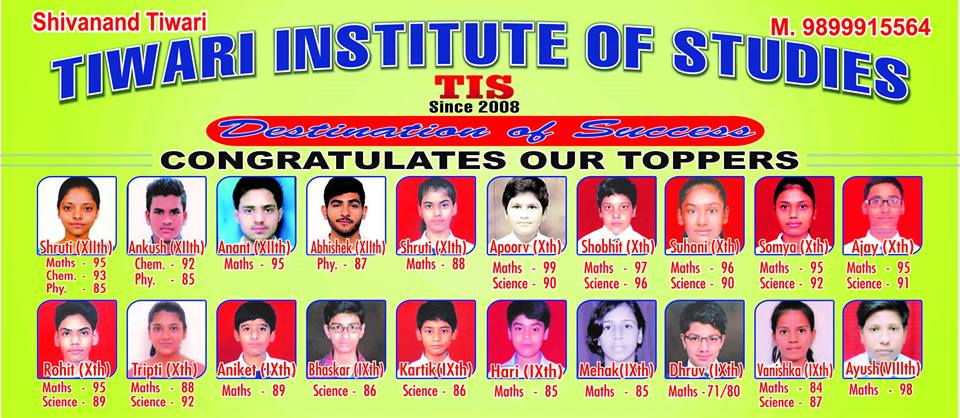 Shivanand Tiwari
M. 9899915564
TIWARI INSTITUTE OF STUDIES
TIS
Since 2008
Destination of Success
CONGRATULATES OUR TOPPERS
Shruti (XIIth)
Maths - 95
Chem. - 93
Phy. - 85
Ankush (XIIth)
Chem. - 92
Phy. - 85
Anant (XIIth)
Maths - 95
Abhishek (XIIth)
Phy. - 87
Shruti (XIth)
Maths - 88
Apoorv (Xth)
Maths - 99
Science - 90
Shobhit (Xth)
Maths - 97
Science - 96
Suhani (Xth)
Maths - 96
Science - 90
Somya (Xth)
Maths - 95
Science - 92
Ajay (Xth)
Maths - 95
Science - 91
Rohit (Xth)
Maths - 95
Science - 89
Tripti (Xth)
Maths - 88
Science - 92
Aniket (IXth)
Maths - 89
Bhaskar (IXth)
Science - 86
Kartik(IXth)
Science - 86
Hari (IXth)
Maths - 85
Mehak(IXth)
Maths - 85
Dhruv (IXth)
Maths -71/80
Vanishka (IXth)
Maths - 84
Science - 87
Ayush(VIIIth)
Maths - 98